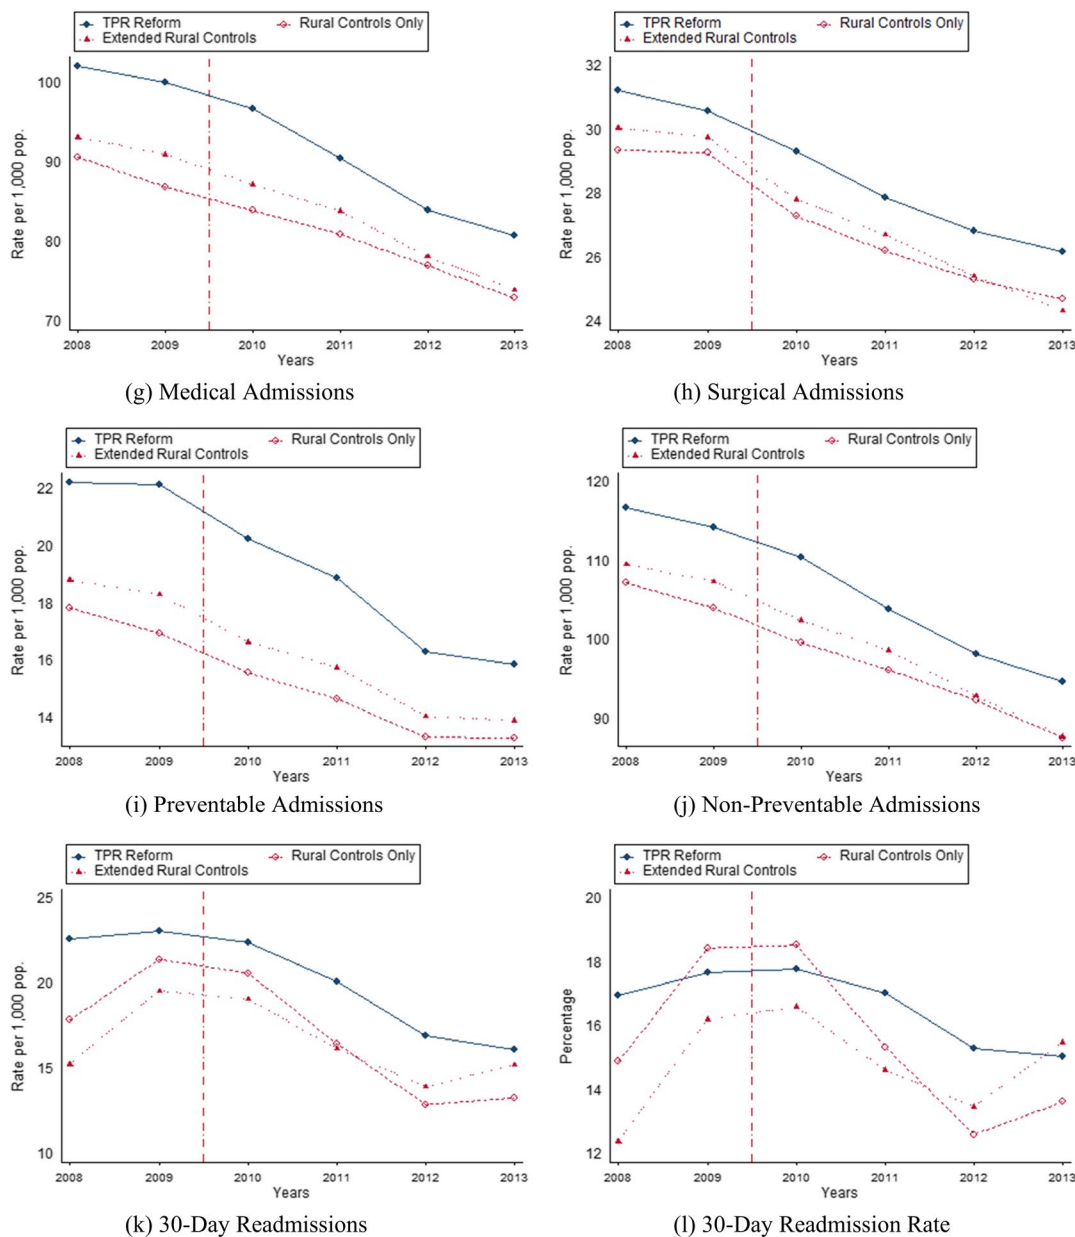 TPR Reform Rural Controls Only
Extended Rural Controls
Rate per 1,000 pop.
100
90
80
70
2008 2009 2010 2011 2012 2013
Years
(g) Medical Admissions
TPR Reform Rural Controls Only
Extended Rural Controls
Rate per 1,000 pop.
32
30
28
26
24
2008 2009 2010 2011 2012 2013
Years
(h) Surgical Admissions
TPR Reform Rural Controls Only
Extended Rural Controls
Rate per 1,000 pop.
22
20
18
16
14
2008 2009 2010 2011 2012 2013
Years
(i) Preventable Admissions
TPR Reform Rural Controls Only
Extended Rural Controls
Rate per 1,000 pop.
120
110
100
90
2008 2009 2010 2011 2012 2013
Years
(j) Non-Preventable Admissions
TPR Reform Rural Controls Only
Extended Rural Controls
Rate per 1,000 pop.
25
20
15
10
2008 2009 2010 2011 2012 2013
Years
(k) 30-Day Readmissions
TPR Reform Rural Controls Only
Extended Rural Controls
Percentage
20
18
16
14
12
2008 2009 2010 2011 2012 2013
Years
(l) 30-Day Readmission Rate